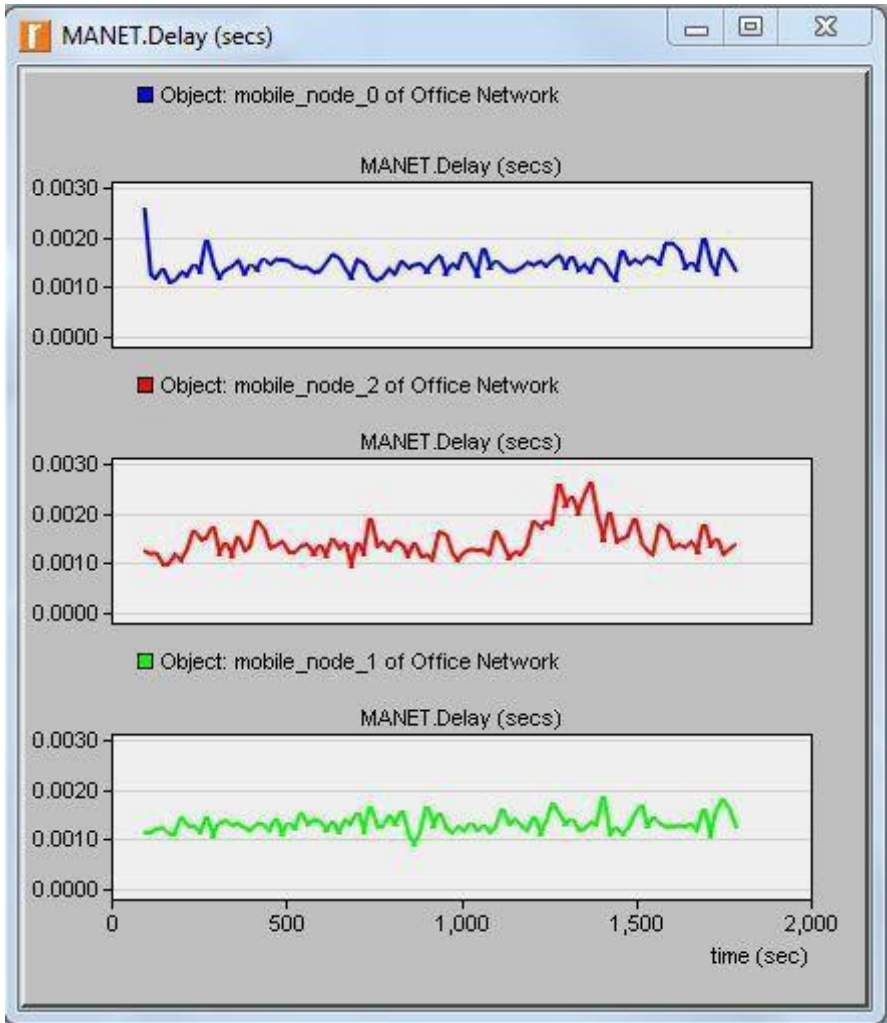 MANET.Delay (secs)
Object: mobile_node_0 of Office Network
MANET.Delay (secs)
0.0030
0.0020
0.0010
0.0000
Object: mobile_node_2 of Office Network
MANET.Delay (secs)
0.0030
0.0020
0.0010
0.0000
Object: mobile_node_1 of Office Network
MANET.Delay (secs)
0.0030
0.0020
0.0010
0.0000
0 500 1,000 1,500 2,000
time (sec)